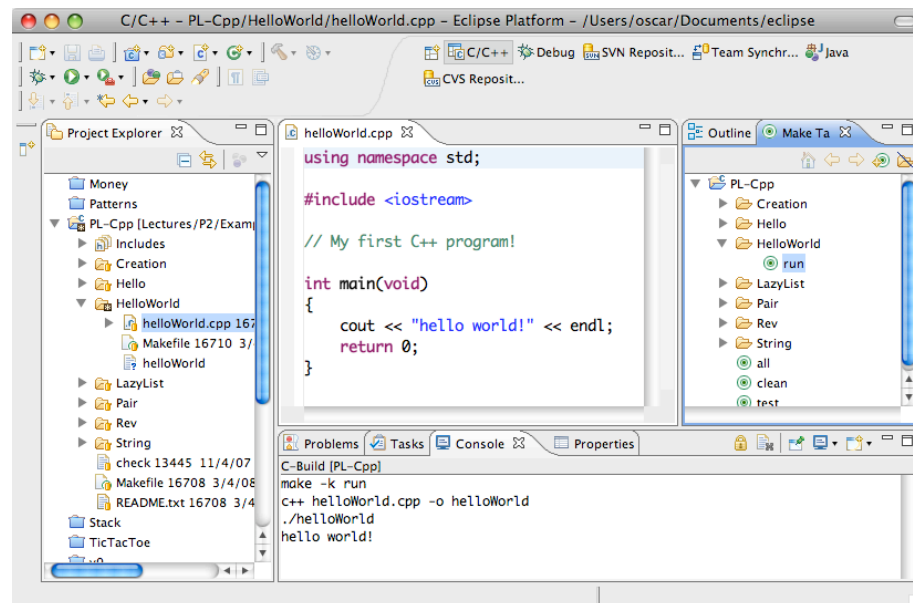 C/C++ - PL-Cpp/HelloWorld/helloWorld.cpp - Eclipse Platform - /Users/oscar/Documents/eclipse
C/C++ Debug SVN Reposit... Team Synchr... Java
CVS Reposit...
Project Explorer
Money
Patterns
PL-Cpp [Lectures/P2/Examp
Includes
Creation
Hello
HelloWorld
helloWorld.cpp 167
Makefile 16710 3/
helloWorld
LazyList
Pair
Rev
String
check 13445 11/4/07
Makefile 16708 3/4/08
README.txt 16708 3/4
Stack
TicTacToe
helloWorld.cpp
using namespace std;
#include <iostream>
// My first C++ program!
int main(void)
{
cout << "hello world!" << endl;
return 0;
}
Outline Make Ta
PL-Cpp
Creation
Hello
HelloWorld
run
LazyList
Pair
Rev
String
all
clean
test
Problems Tasks Console Properties
C-Build [PL-Cpp]
make -k run
c++ helloWorld.cpp -o helloWorld
./helloWorld
hello world!